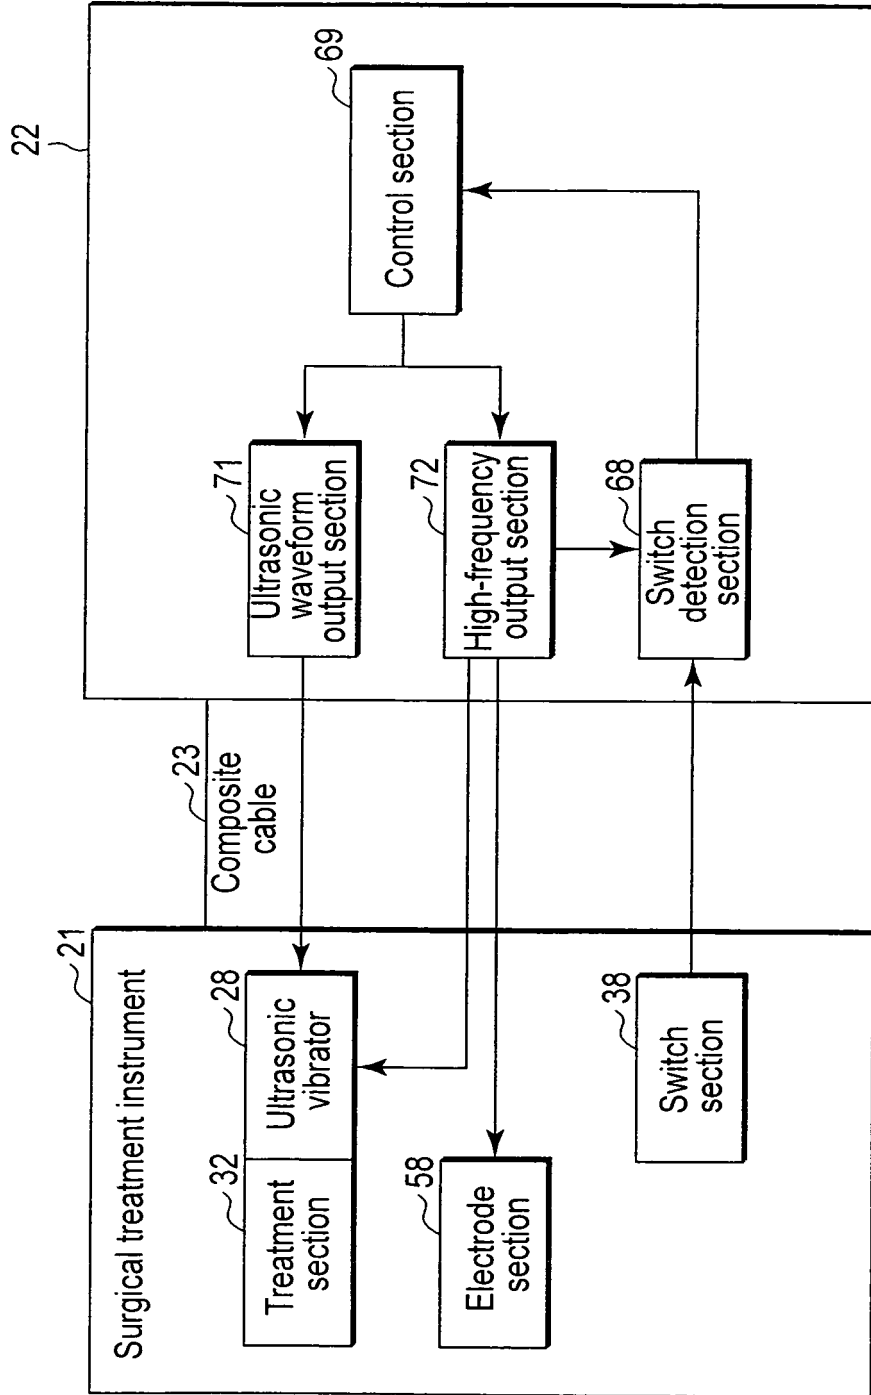 Surgical treatment instrument
21
Treatment
section
32
Ultrasonic
vibrator
28
Electrode
section
58
Switch
section
38
23
Composite
cable
22
Ultrasonic
waveform
output section
71
High-frequency
output section
72
Switch
detection
section
68
Control section
69